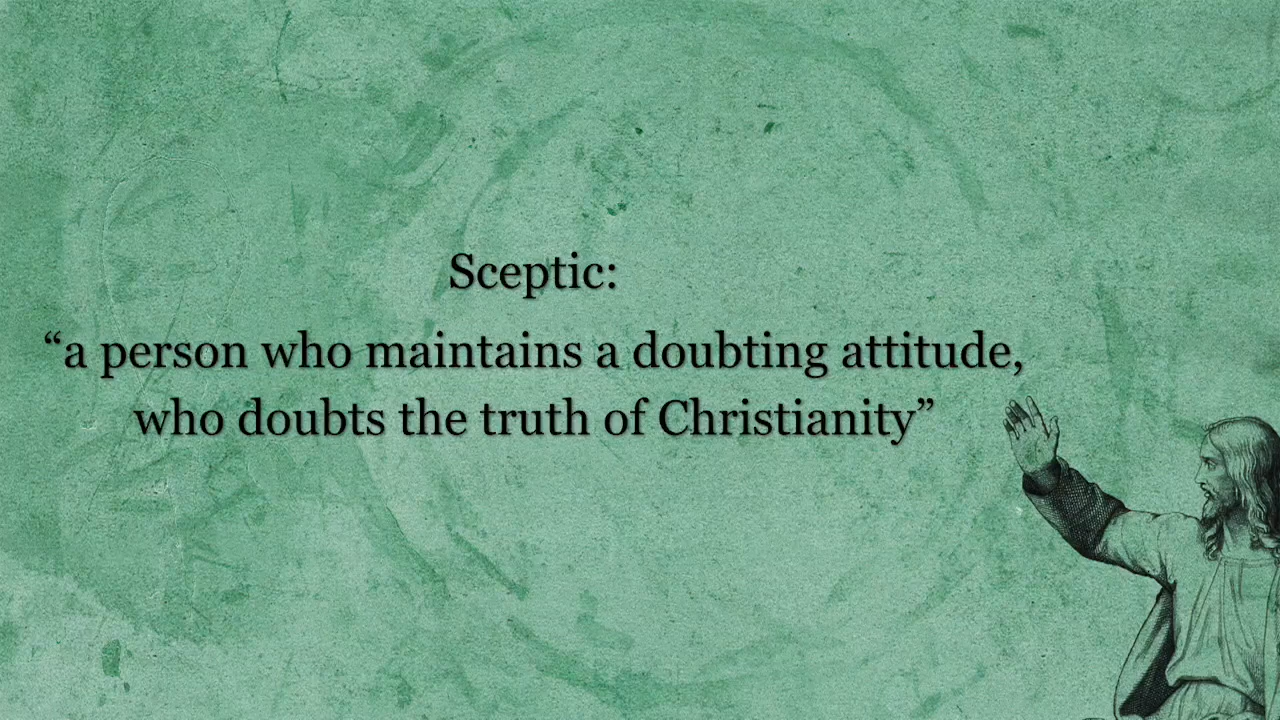 Sceptic:
“a person who maintains a doubting attitude,
who doubts the truth of Christianity”